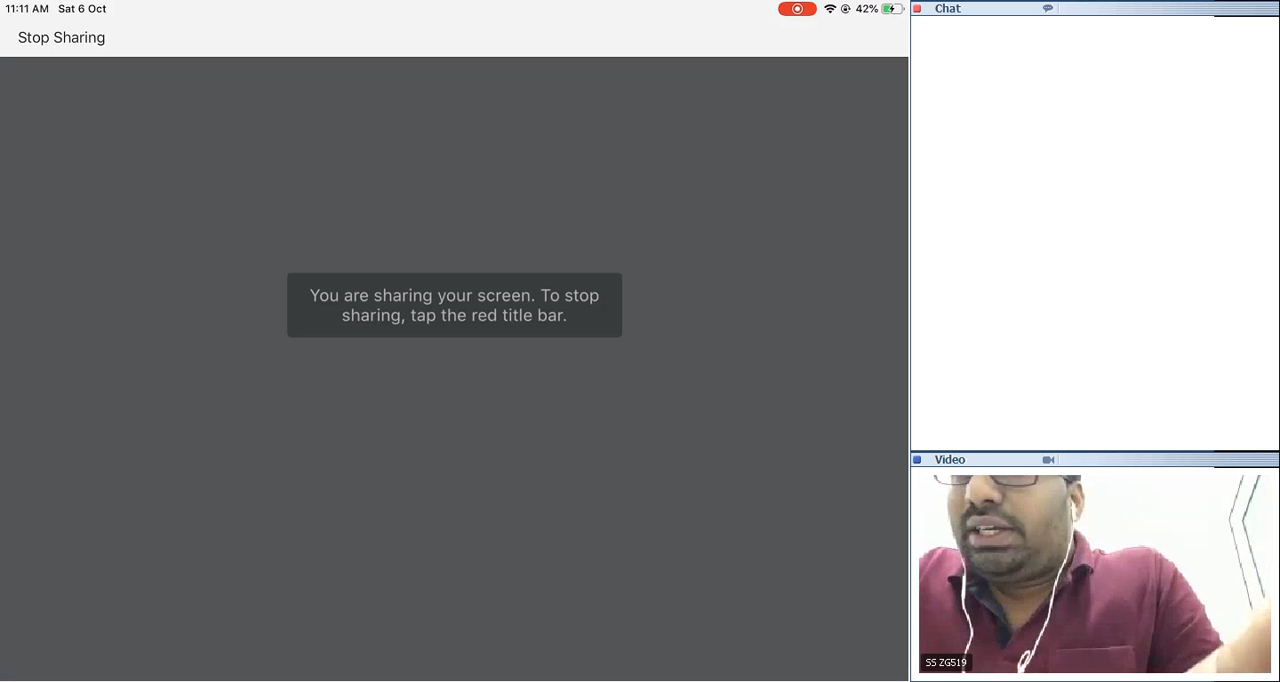 11:11 AM Sat 6 Oct
42%
Stop Sharing
You are sharing your screen. To stop
sharing, tap the red title bar.
Chat
Video
SS ZG519